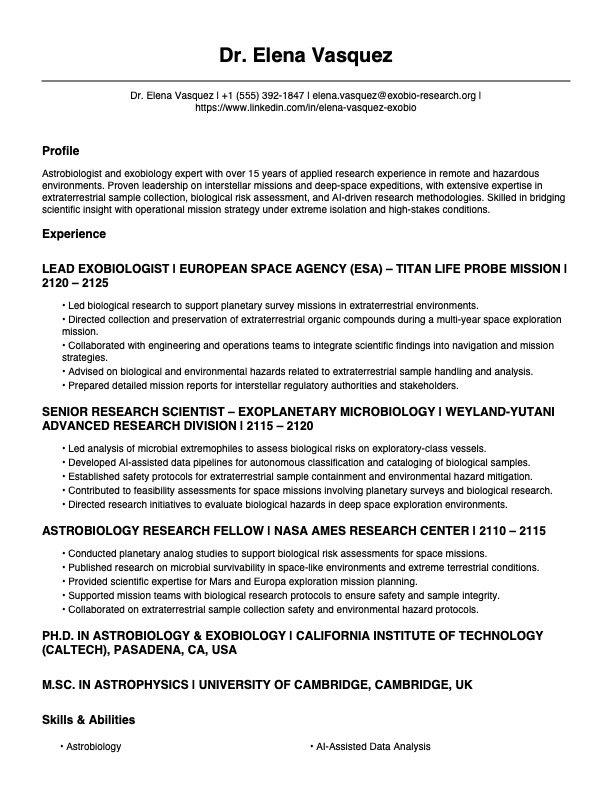 Dr. Elena Vasquez
Dr. Elena Vasquez | +1 (555) 392-1847 | elena.vasquez@exobio-research.org |
https://www.linkedin.com/in/elena-vasquez-exobio
Profile
Astrobiologist and exobiology expert with over 15 years of applied research experience in remote and hazardous
environments. Proven leadership on interstellar missions and deep-space expeditions, with extensive expertise in
extraterrestrial sample collection, biological risk assessment, and AI-driven research methodologies. Skilled in bridging
scientific insight with operational mission strategy under extreme isolation and high-stakes conditions.
Experience
LEAD EXOBIOLOGIST | EUROPEAN SPACE AGENCY (ESA) – TITAN LIFE PROBE MISSION |
2120 – 2125
• Led biological research to support planetary survey missions in extraterrestrial environments.
• Directed collection and preservation of extraterrestrial organic compounds during a multi-year space exploration
mission.
• Collaborated with engineering and operations teams to integrate scientific findings into navigation and mission
strategies.
• Advised on biological and environmental hazards related to extraterrestrial sample handling and analysis.
• Prepared detailed mission reports for interstellar regulatory authorities and stakeholders.
SENIOR RESEARCH SCIENTIST – EXOPLANETARY MICROBIOLOGY | WEYLAND-YUTANI
ADVANCED RESEARCH DIVISION | 2115 – 2120
• Led analysis of microbial extremophiles to assess biological risks on exploratory-class vessels.
• Developed AI-assisted data pipelines for autonomous classification and cataloging of biological samples.
• Established safety protocols for extraterrestrial sample containment and environmental hazard mitigation.
• Contributed to feasibility assessments for space missions involving planetary surveys and biological research.
• Directed research initiatives to evaluate biological hazards in deep space exploration environments.
ASTROBIOLOGY RESEARCH FELLOW | NASA AMES RESEARCH CENTER | 2110 – 2115
• Conducted planetary analog studies to support biological risk assessments for space missions.
• Published research on microbial survivability in space-like environments and extreme terrestrial conditions.
• Provided scientific expertise for Mars and Europa exploration mission planning.
• Supported mission teams with biological research protocols to ensure safety and sample integrity.
• Collaborated on extraterrestrial sample collection safety and environmental hazard protocols.
PH.D. IN ASTROBIOLOGY & EXOBIOLOGY | CALIFORNIA INSTITUTE OF TECHNOLOGY
(CALTECH), PASADENA, CA, USA
M.SC. IN ASTROPHYSICS | UNIVERSITY OF CAMBRIDGE, CAMBRIDGE, UK
Skills & Abilities
• Astrobiology
• AI-Assisted Data Analysis